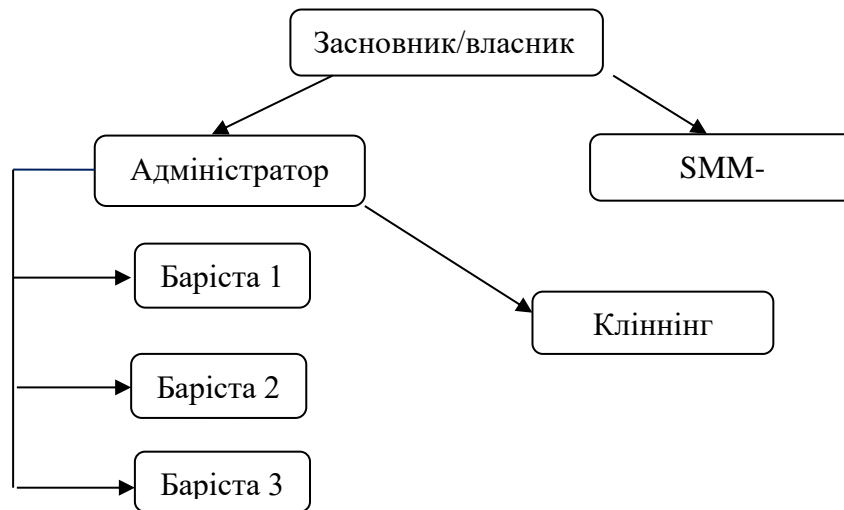 Засновник/власник
Адміністратор
SMM-
Баріста 1
Кліннінг
Баріста 2
Баріста 3